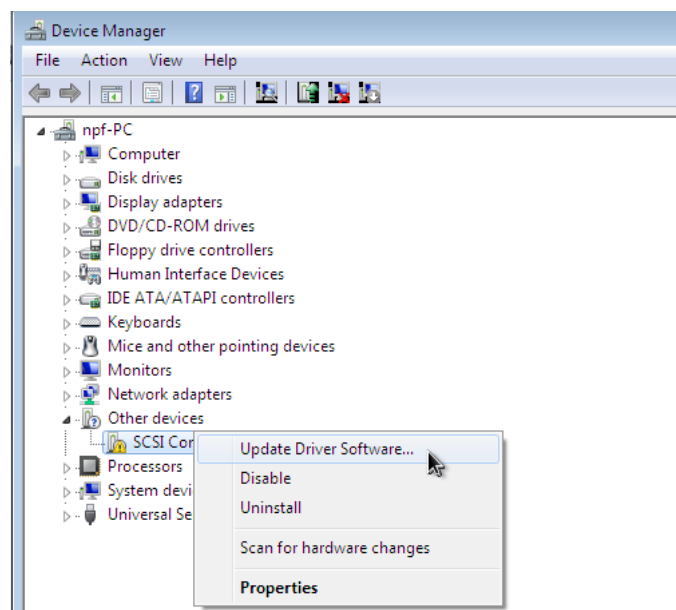 Device Manager
File Action View Help
npf-PC
Computer
Disk drives
Display adapters
DVD/CD-ROM drives
Floppy drive controllers
Human Interface Devices
IDE ATA/ATAPI controllers
Keyboards
Mice and other pointing devices
Monitors
Network adapters
Other devices
SCSI Cor
Update Driver Software...
Processors
Disable
System devi
Uninstall
Universal Se
Scan for hardware changes
Properties